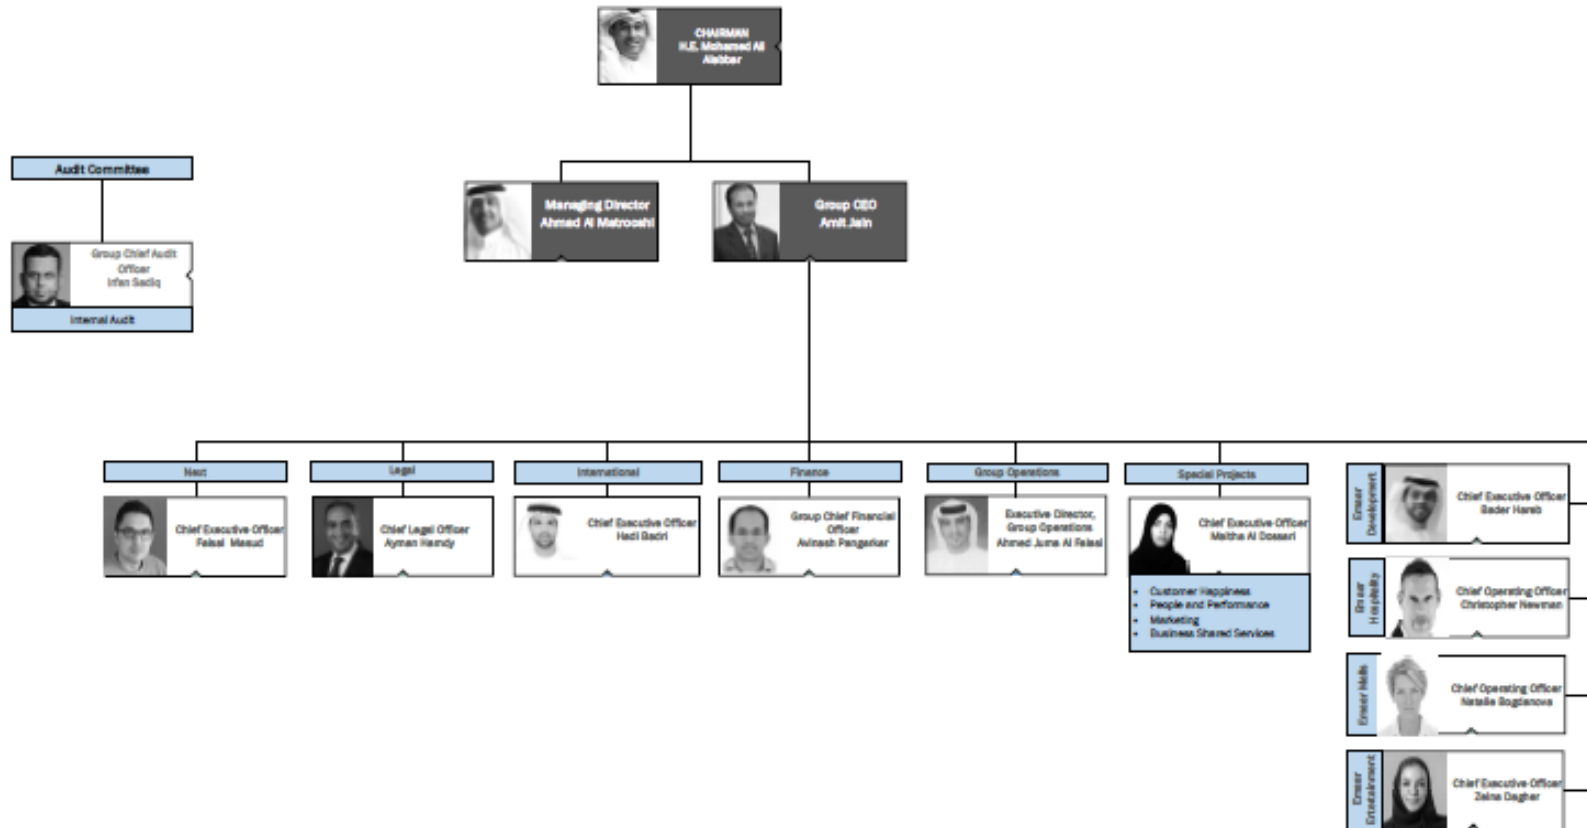 CHAIRMAN
H.E. Mohamed Ali
Alabbar
Audit Committee
Managing Director
Ahmed Al Matrooshi
Group CEO
Amit Jain
Group Chief Audit
Officer
Irfan Sadiq
Internal Audit
Next
Chief Executive Officer
Faisal Masud
Legal
Chief Legal Officer
Ayman Hamdy
International
Chief Executive Officer
Hadi Badri
Finance
Group Chief Financial
Officer
Avinash Pangarkar
Group Operations
Executive Director,
Group Operations
Ahmed Juma Al Falasi
Special Projects
Chief Executive Officer
Maitha Al Dossari
• Customer Happiness
• People and Performance
• Marketing
• Business Shared Services
Emaar
Development
Chief Executive Officer
Bader Hareb
Emaar
Hospitality
Chief Operating Officer
Christopher Newman
Emaar Malls
Chief Operating Officer
Natalie Bogdanova
Emaar
Entertainment
Chief Executive Officer
Zeina Dagher